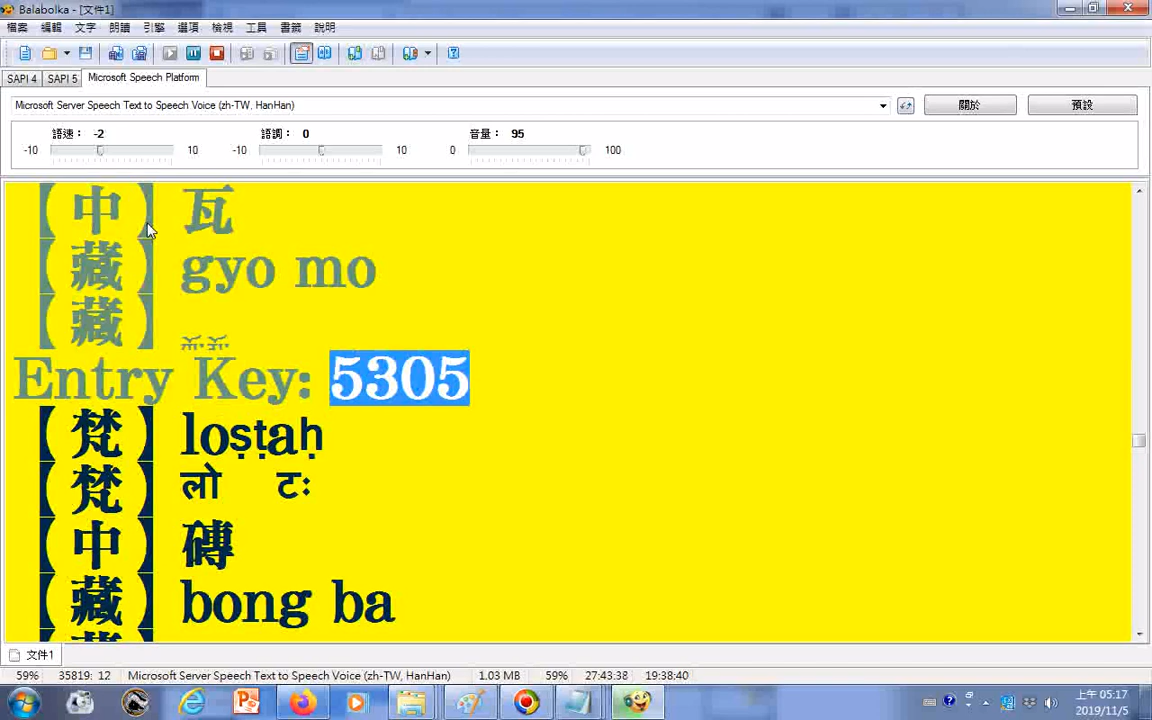 Balabolka - [文件1]
檔案 編輯 文字 朗讀 引擎 選項 檢視 工具 書籤 說明
SAPI 4 SAPI 5 Microsoft Speech Platform
Microsoft Server Speech Text to Speech Voice (zh-TW, HanHan) 關於 預設
語速： -2 語調： 0 音量： 95
-10 10 -10 10 0 100
【中】 瓦
【藏】 gyo mo
【藏】
Entry Key: 5305
【梵】 loṣṭaḥ
【梵】 लो टः
【中】 磚
【藏】 bong ba
文件1
59% 35819: 12 Microsoft Server Speech Text to Speech Voice (zh-TW, HanHan) 1.03 MB 59% 27:43:38 19:38:40
上午 05:17
2019/11/5